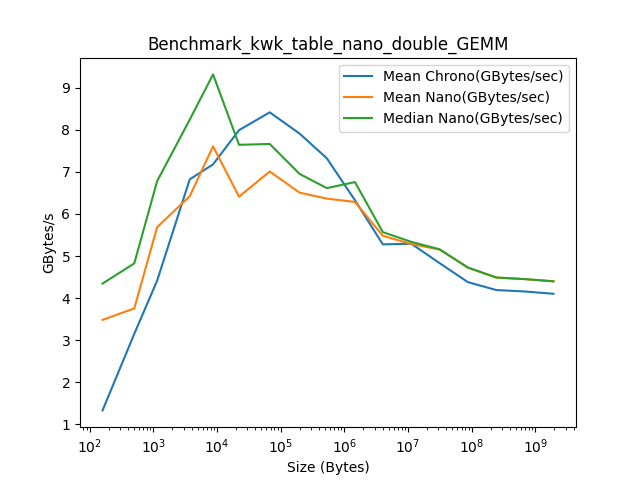 Benchmark_kwk_table_nano_double_GEMM
Mean Chrono(GBytes/sec)
Mean Nano(GBytes/sec)
Median Nano(GBytes/sec)
GBytes/s
9
8
7
6
5
4
3
2
1
10² 10³ 10⁴ 10⁵ 10⁶ 10⁷ 10⁸ 10⁹
Size (Bytes)